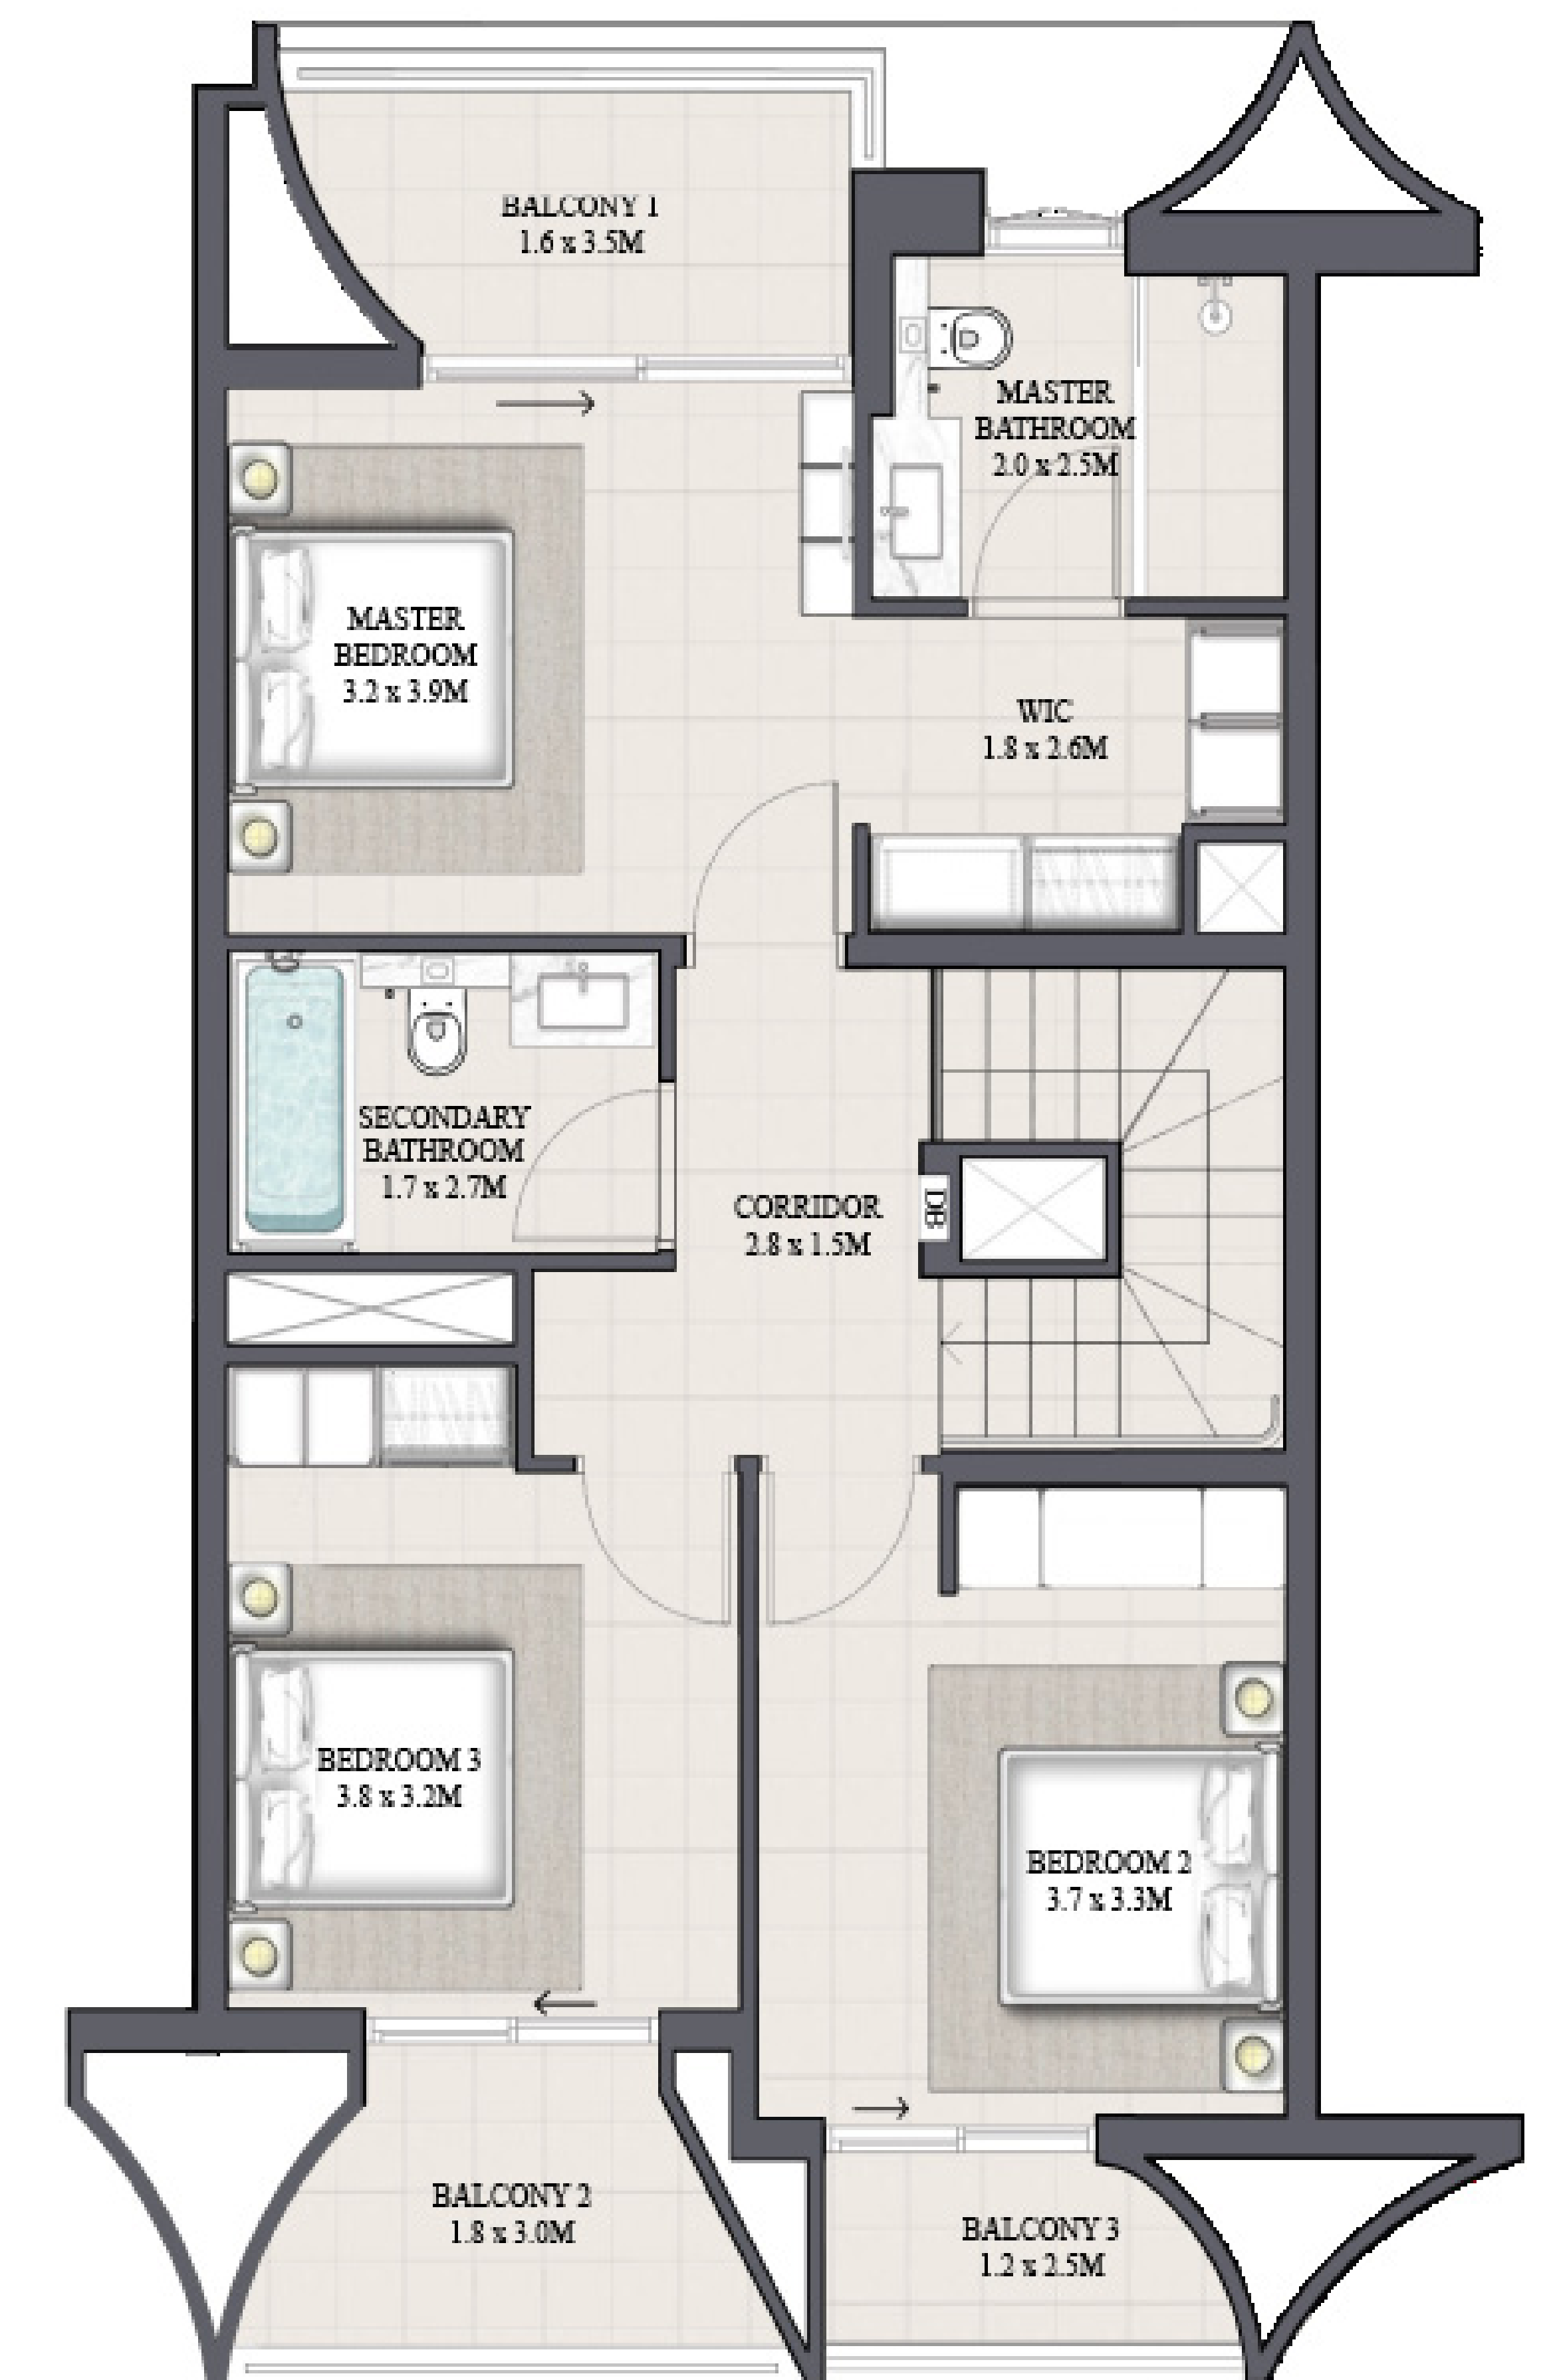 BALCONY 1
1.6 x 3.5M
MASTER
BATHROOM
2.0 x 2.5M
MASTER
BEDROOM
3.2 x 3.9M
WIC
1.8 x 2.6M
SECONDARY
BATHROOM
1.7 x 2.7M
CORRIDOR
2.8 x 1.5M
DB
BEDROOM 3
3.8 x 3.2M
BEDROOM 2
3.7 x 3.3M
BALCONY 2
1.8 x 3.0M
BALCONY 3
1.2 x 2.5M